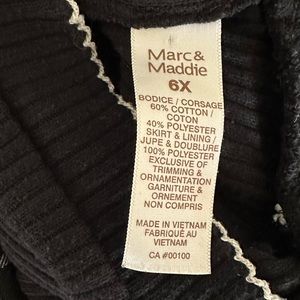 Marc &
Maddie
6X
BODICE / CORSAGE
60% COTTON /
COTON
40% POLYESTER
SKIRT & LINING /
JUPE & DOUBLURE
100% POLYESTER
EXCLUSIVE OF
TRIMMING &
ORNAMENTATION
GARNITURE &
ORNEMENT
NON COMPRIS
MADE IN VIETNAM
FABRIQUÉ AU
VIETNAM
CA #00100